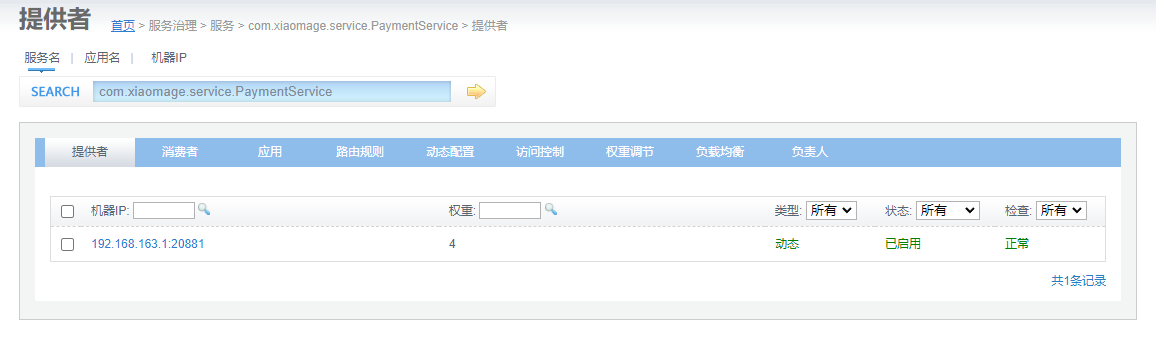 提供者 首页 > 服务治理 > 服务 > com.xiaomage.service.PaymentService > 提供者
服务名 | 应用名 | 机器IP
SEARCH com.xiaomage.service.PaymentService
提供者 消费者 应用 路由规则 动态配置 访问控制 权重调节 负载均衡 负责人
机器IP: 权重: 类型: 所有 状态: 所有 检查: 所有
192.168.163.1:20881 4 动态 已启用 正常
共1条记录